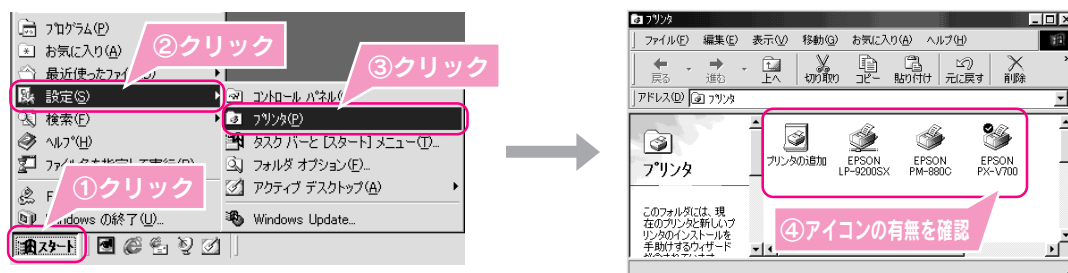 プログラム(P)
お気に入り(A)
②クリック
最近使ったファイル(D)
③クリック
設定(S)
コントロール パネル(
検索(E)
プリンタ(P)
ヘルプ(H)
タスク バーと [スタート] メニュー(T)...
ファイル名を指定して実行(R)
フォルダ オプション(F)...
①クリック
アクティブ デスクトップ(A)
Windows の終了(U)...
Windows Update...
スタート
プリンタ
ファイル(F) 編集(E) 表示(V) 移動(G) お気に入り(A) ヘルプ(H)
戻る 進む 上へ 切り取り コピー 貼り付け 元に戻す 削除
アドレス(D) プリンタ
プリンタ
プリンタの追加
EPSON LP-9200SX
EPSON PM-880C
EPSON PX-V700
このフォルダには、現
在のプリンタと新しいプ
リンタのインストールを
手助けするウィザード
が含まれています
④アイコンの有無を確認